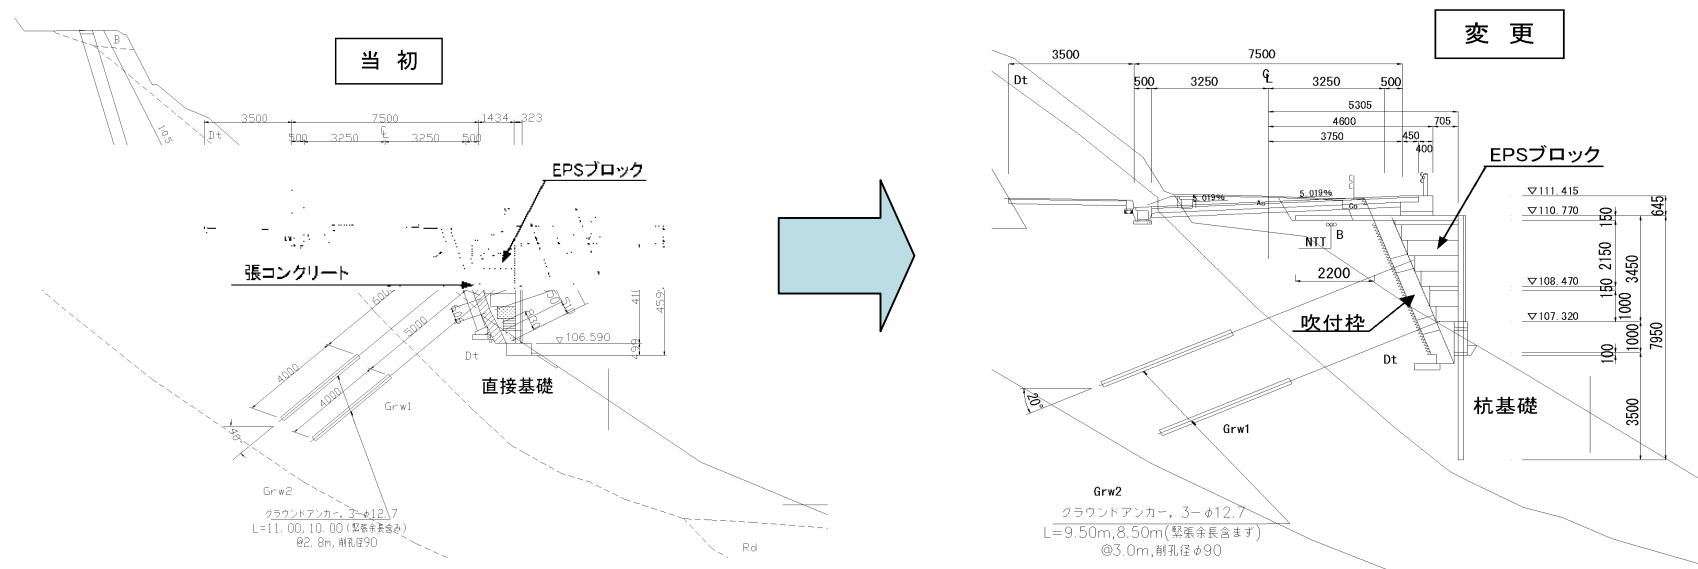 当 初
B
1:0.5
Dt
3500
7500
1434
323
500
3250
3250
500
EPSブロック
張コンクリート
6000
5000
4000
4000
▽106.590
499
Dt
直接基礎
Grw1
Grw2
グラウンドアンカー, 3-φ12.7
L=11.00,10.00(緊張余長含み)
@2.8m, 削孔径90
Rd
変 更
3500
7500
Dt
500
3250
3250
500
5305
4600
705
3750
450
400
EPSブロック
5.019%
5.019%
▽111.415
▽110.770
B
NTT
2200
▽108.470
▽107.320
645
150
2150
3450
150
1000
1000
7950
100
3500
吹付枠
Dt
杭基礎
20°
Grw1
Grw2
グラウンドアンカー, 3-φ12.7
L=9.50m,8.50m(緊張余長含まず)
@3.0m,削孔径φ90